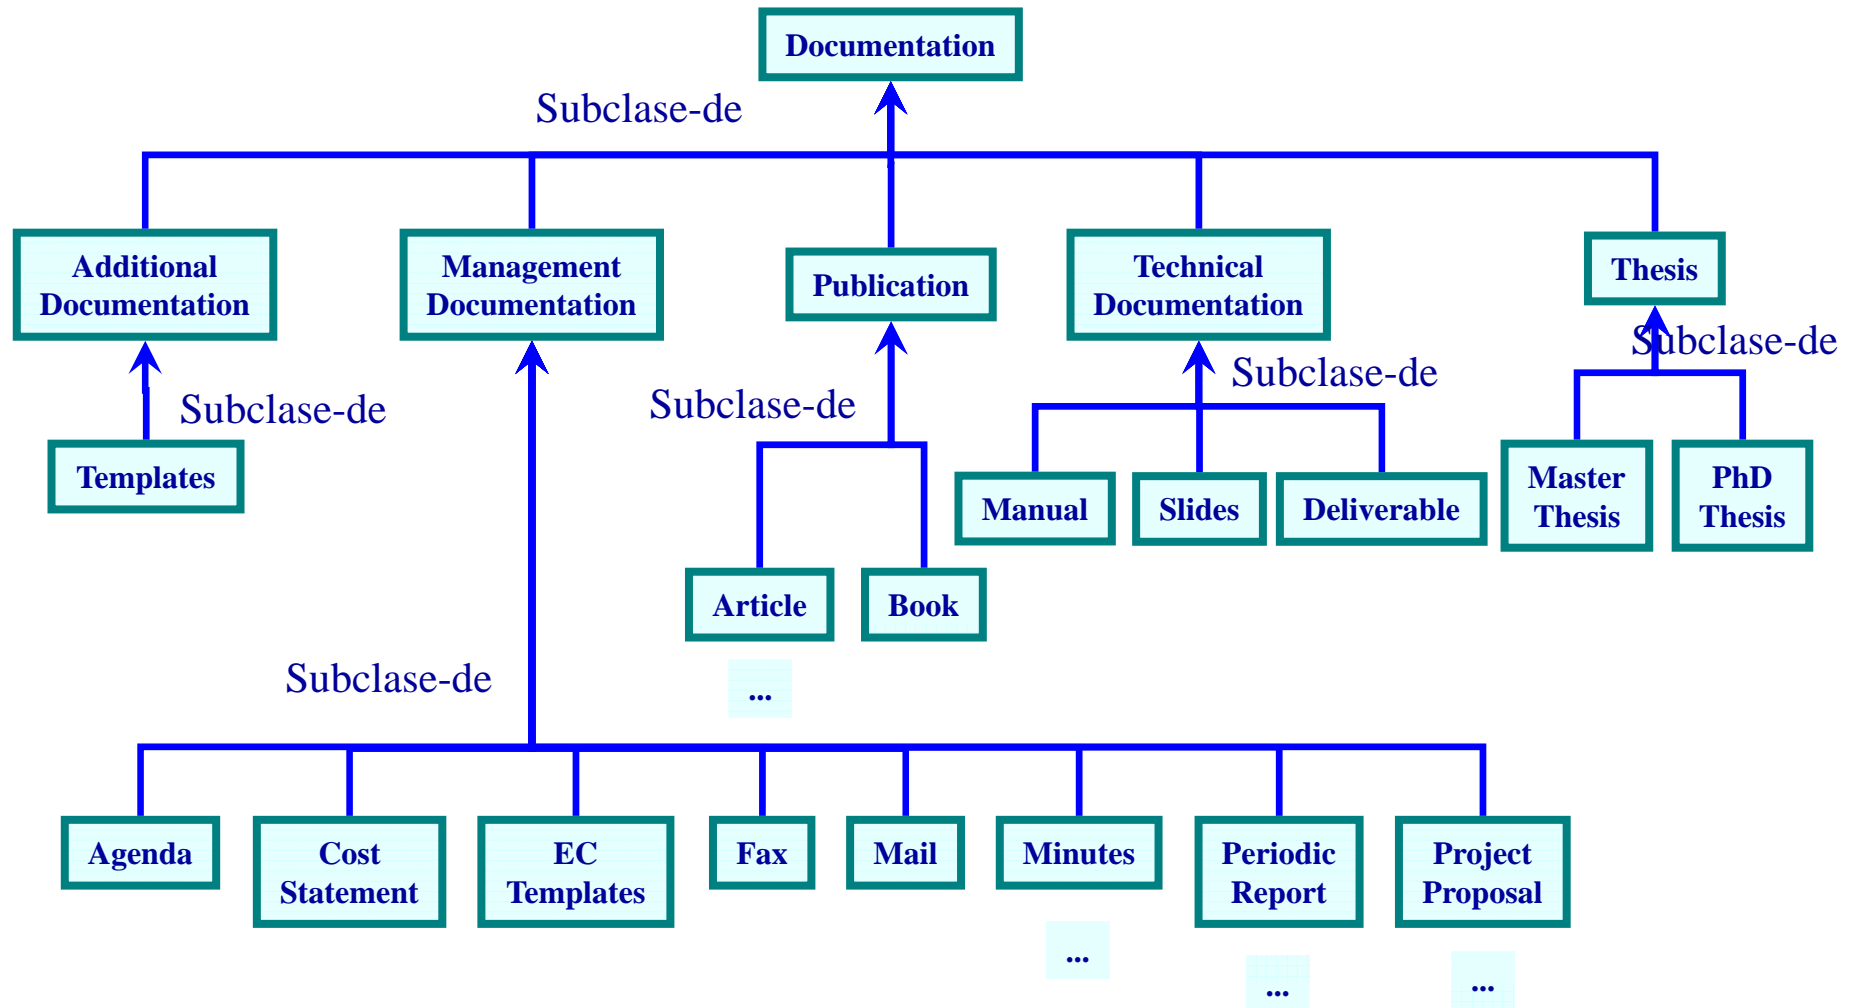 Documentation
Subclase-de
Additional
Documentation
Management
Documentation
Publication
Technical
Documentation
Thesis
Subclase-de
Subclase-de
Subclase-de
Subclase-de
Templates
Manual
Slides
Deliverable
Master
Thesis
PhD
Thesis
Article
Book
...
Subclase-de
Agenda
Cost
Statement
EC
Templates
Fax
Mail
Minutes
Periodic
Report
Project
Proposal
...
...
...